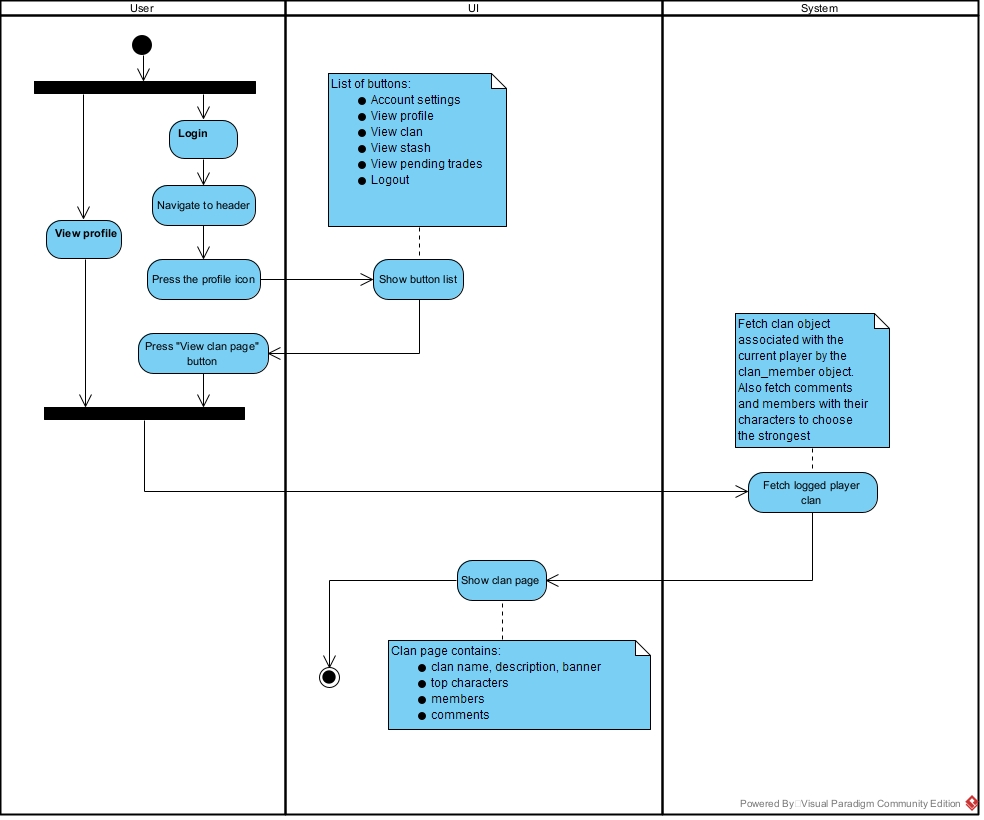 User
UI
System
List of buttons:
● Account settings
● View profile
● View clan
● View stash
● View pending trades
● Logout
Login
Navigate to header
View profile
Press the profile icon
Show button list
Press "View clan page"
button
Fetch clan object
associated with the
current player by the
clan_member object.
Also fetch comments
and members with their
characters to choose
the strongest
Fetch logged player
clan
Show clan page
Clan page contains:
● clan name, description, banner
● top characters
● members
● comments
Powered By Visual Paradigm Community Edition